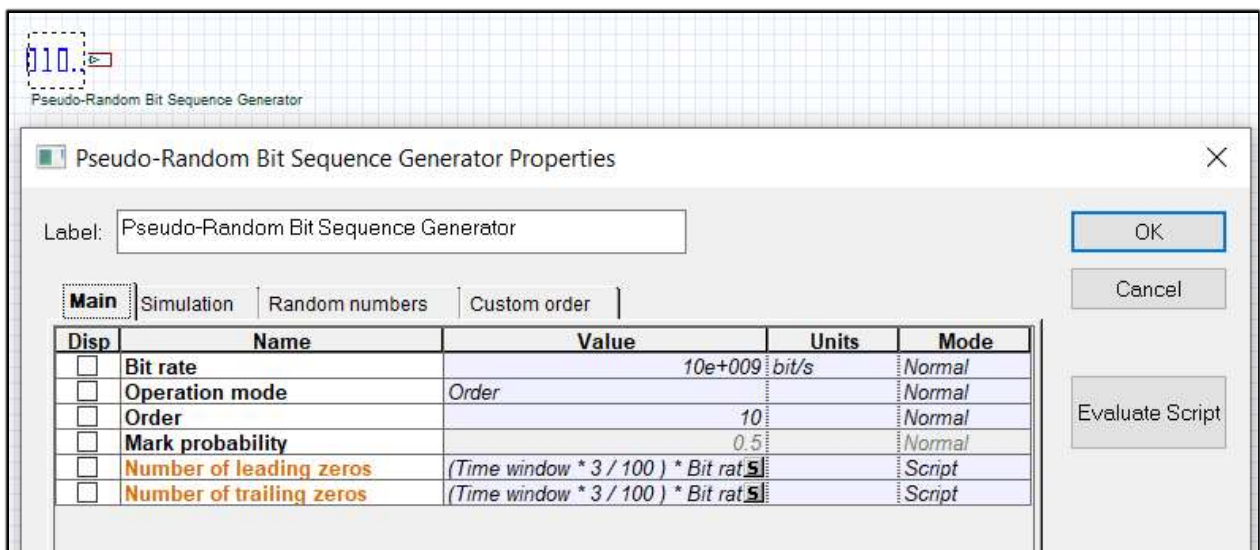 010..
Pseudo-Random Bit Sequence Generator
Pseudo-Random Bit Sequence Generator Properties
Label: Pseudo-Random Bit Sequence Generator
OK
Cancel
Main Simulation Random numbers Custom order
Disp Name Value Units Mode
Bit rate 10e+009 bit/s Normal
Operation mode Order Normal
Order 10 Normal
Mark probability 0.5 Normal
Number of leading zeros (Time window * 3 / 100 ) * Bit rat S Script
Number of trailing zeros (Time window * 3 / 100 ) * Bit rat S Script
Evaluate Script